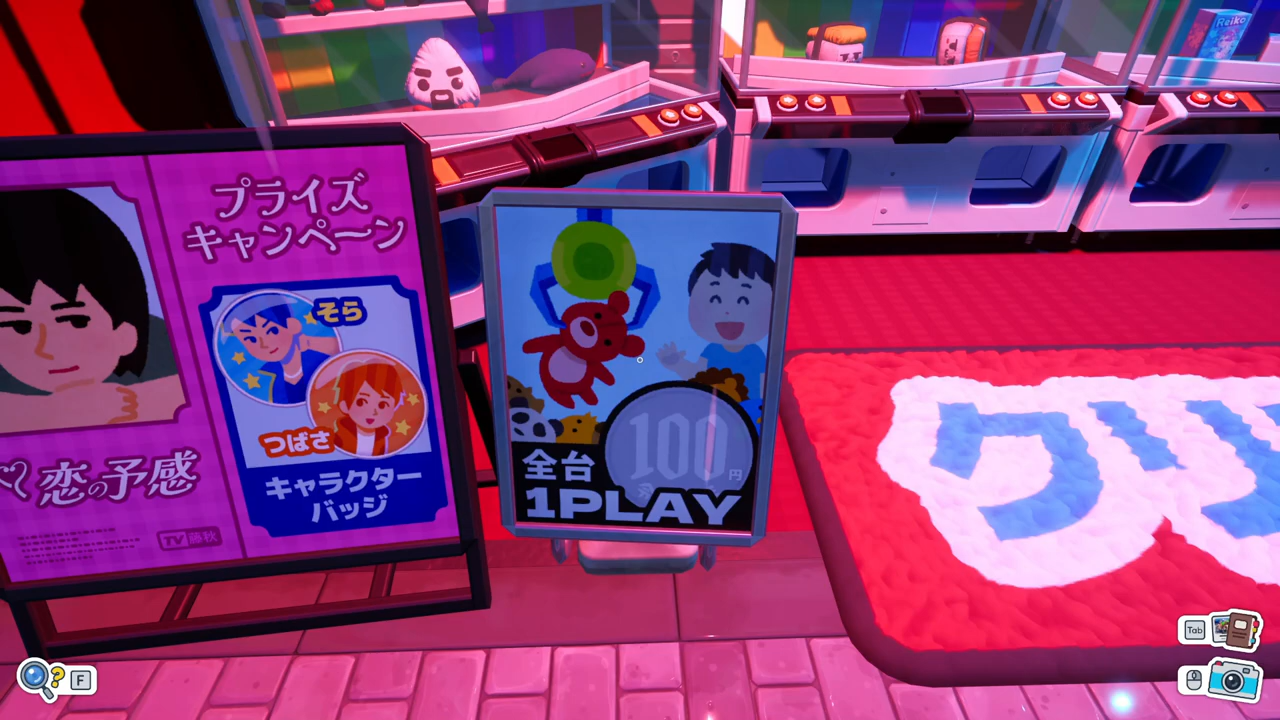 プライズ
キャンペーン
そら
つばさ
キャラクター
バッジ
恋の予感
TV藤秋
100円
全台
1PLAY
Reiko
Tab
F